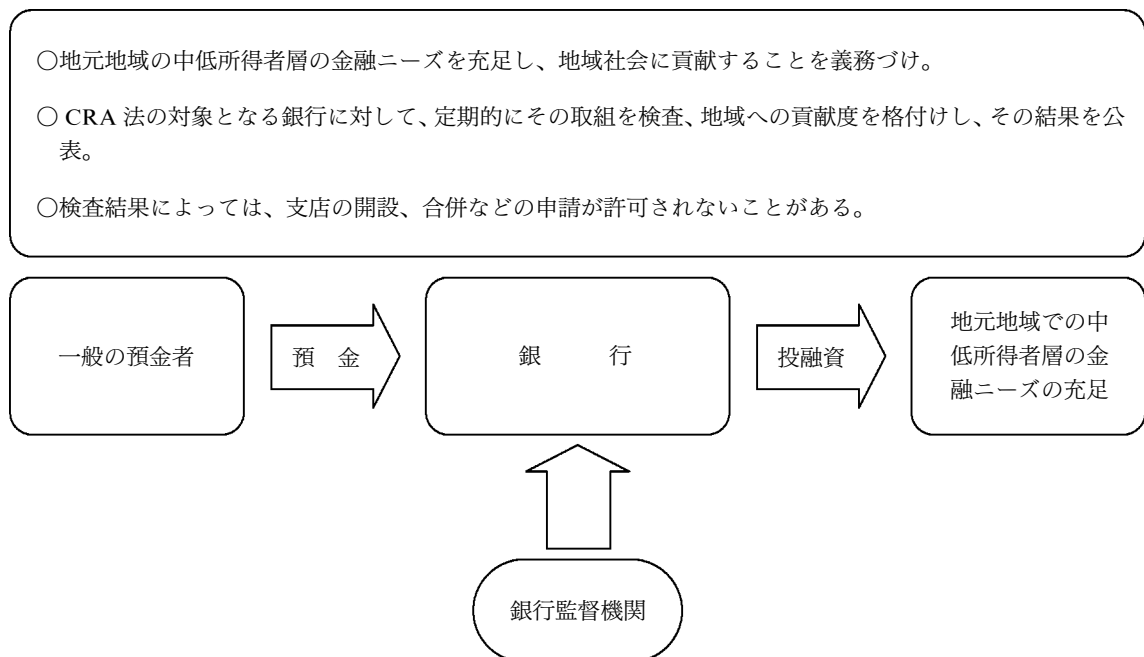 ○地元地域の中低所得者層の金融ニーズを充足し、地域社会に貢献することを義務づけ。
○ CRA 法の対象となる銀行に対して、定期的にその取組を検査、地域への貢献度を格付けし、その結果を公
表。
○検査結果によっては、支店の開設、合併などの申請が許可されないことがある。
一般の預金者
預 金
銀 行
投融資
地元地域での中
低所得者層の金
融ニーズの充足
銀行監督機関